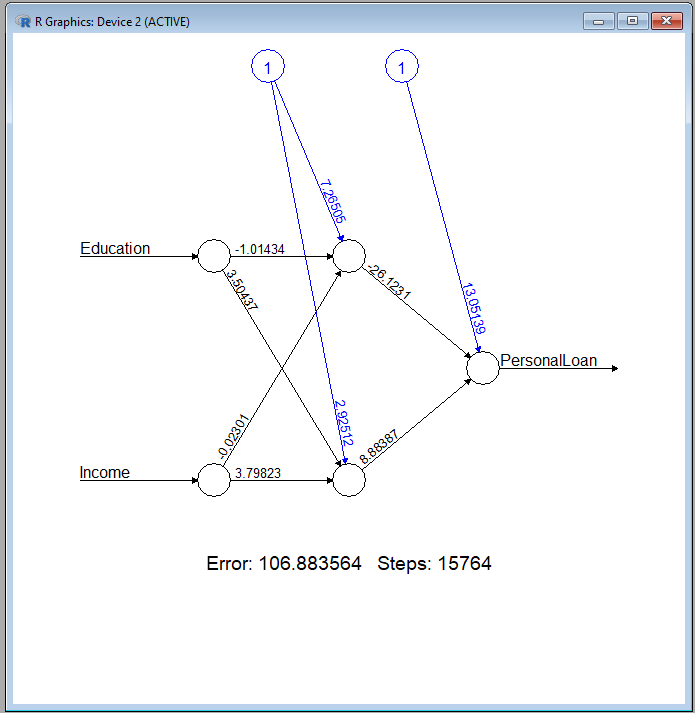 R Graphics: Device 2 (ACTIVE)
1
1
7.26505
Education
-1.01434
3.50437
-26.1231
13.05139
PersonalLoan
-0.02301
2.92512
8.88387
Income
3.79823
Error: 106.883564 Steps: 15764